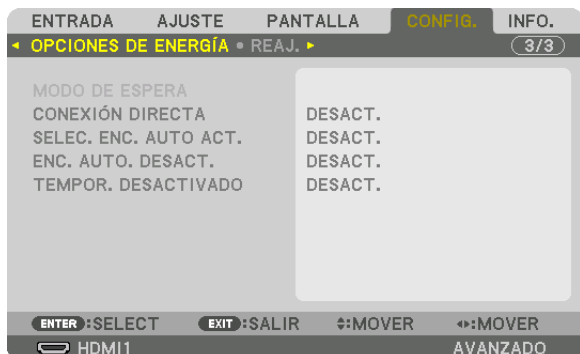 ENTRADA AJUSTE PANTALLA CONFIG. INFO.
◂ OPCIONES DE ENERGÍA • REAJ. ▸ 3/3
MODO DE ESPERA
CONEXIÓN DIRECTA DESACT.
SELEC. ENC. AUTO ACT. DESACT.
ENC. AUTO. DESACT. DESACT.
TEMPOR. DESACTIVADO DESACT.
ENTER :SELECT EXIT :SALIR :MOVER :MOVER
HDMI1 AVANZADO